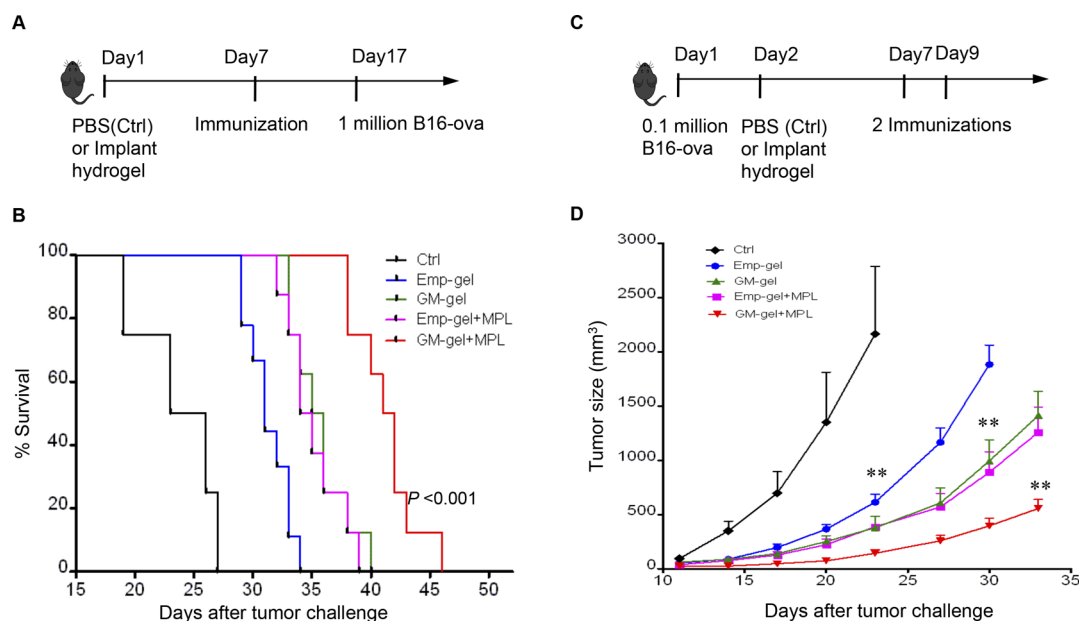 A
Day1
Day7
Day17
PBS(Ctrl)
or Implant
hydrogel
Immunization
1 million B16-ova
B
100
80
60
40
20
0
% Survival
15
20
25
30
35
40
45
50
Days after tumor challenge
Ctrl
Emp-gel
GM-gel
Emp-gel+MPL
GM-gel+MPL
P <0.001
C
Day1
Day2
Day7
Day9
0.1 million
B16-ova
PBS (Ctrl)
or Implant
hydrogel
2 Immunizations
D
3000
2500
2000
1500
1000
500
0
Tumor size (mm³)
10
15
20
25
30
35
Days after tumor challenge
Ctrl
Emp-gel
GM-gel
Emp-gel+MPL
GM-gel+MPL
**
**
**